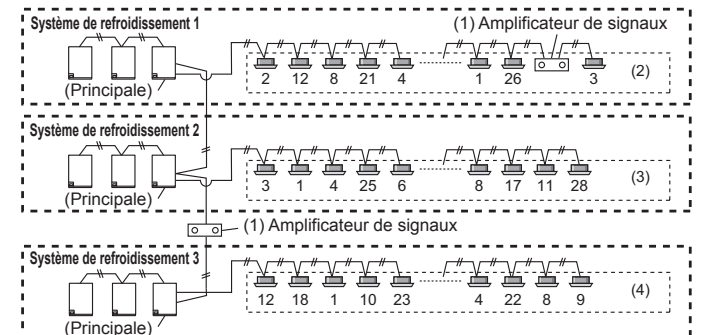 Système de refroidissement 1
(1) Amplificateur de signaux
2 12 8 21 4 1 26 3 (2)
(Principale)
Système de refroidissement 2
3 1 4 25 6 8 17 11 28 (3)
(Principale)
(1) Amplificateur de signaux
Système de refroidissement 3
12 18 1 10 23 4 22 8 9 (4)
(Principale)